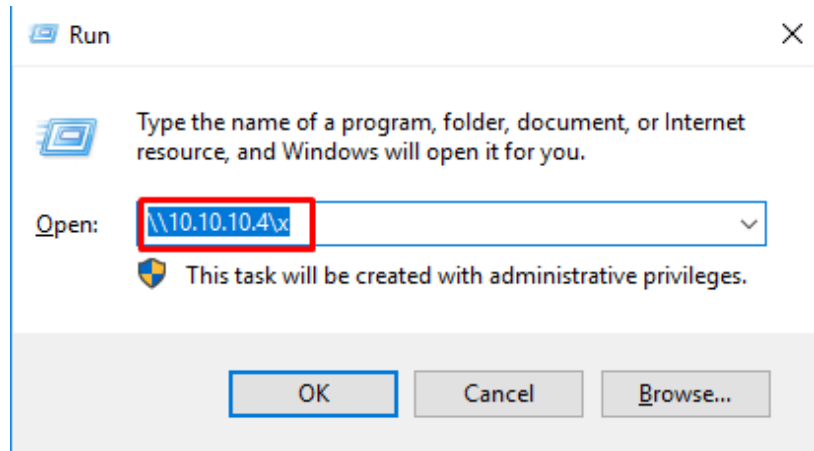 Run
Type the name of a program, folder, document, or Internet
resource, and Windows will open it for you.
Open: \\10.10.10.4\x
This task will be created with administrative privileges.
OK Cancel Browse...